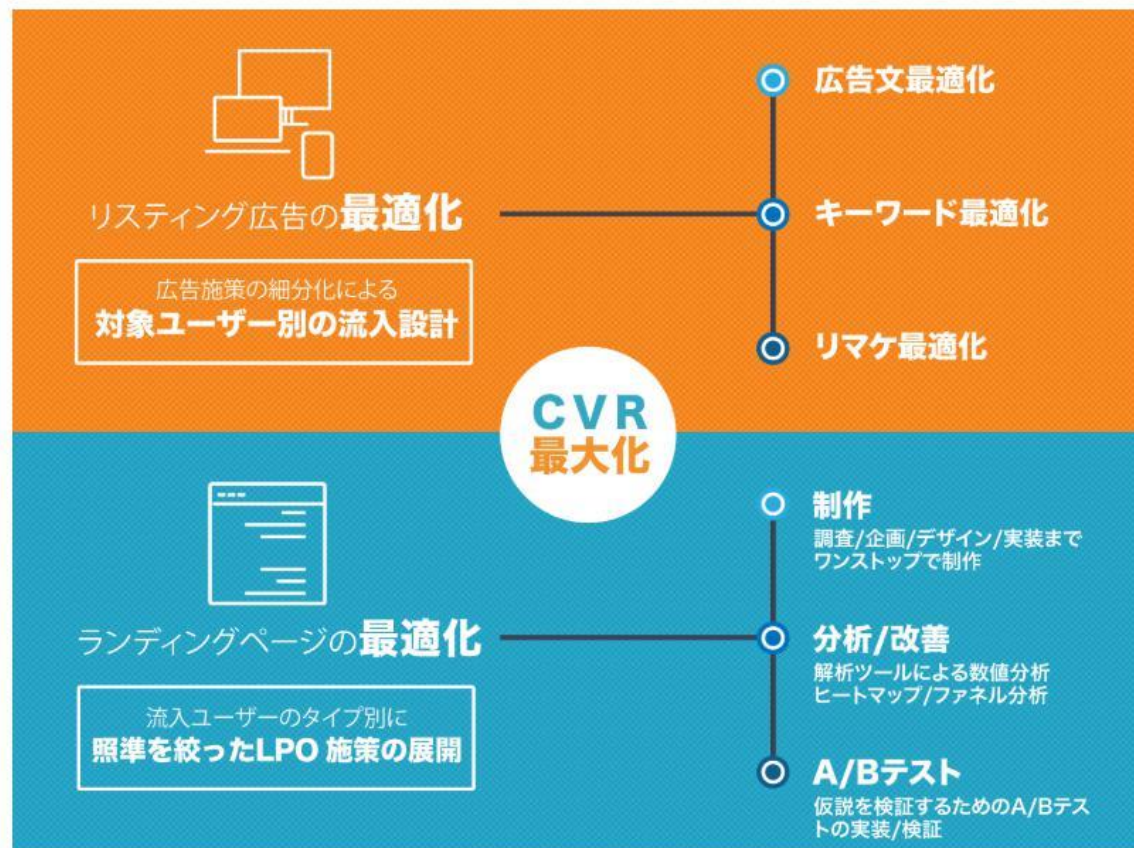 リスティング広告の最適化
広告施策の細分化による
対象ユーザー別の流入設計
広告文最適化
キーワード最適化
リマケ最適化
CVR
最大化
ランディングページの最適化
流入ユーザーのタイプ別に
照準を絞ったLPO 施策の展開
制作
調査/企画/デザイン/実装まで
ワンストップで制作
分析/改善
解析ツールによる数値分析
ヒートマップ/ファネル分析
A/Bテスト
仮説を検証するためのA/Bテス
トの実装/検証